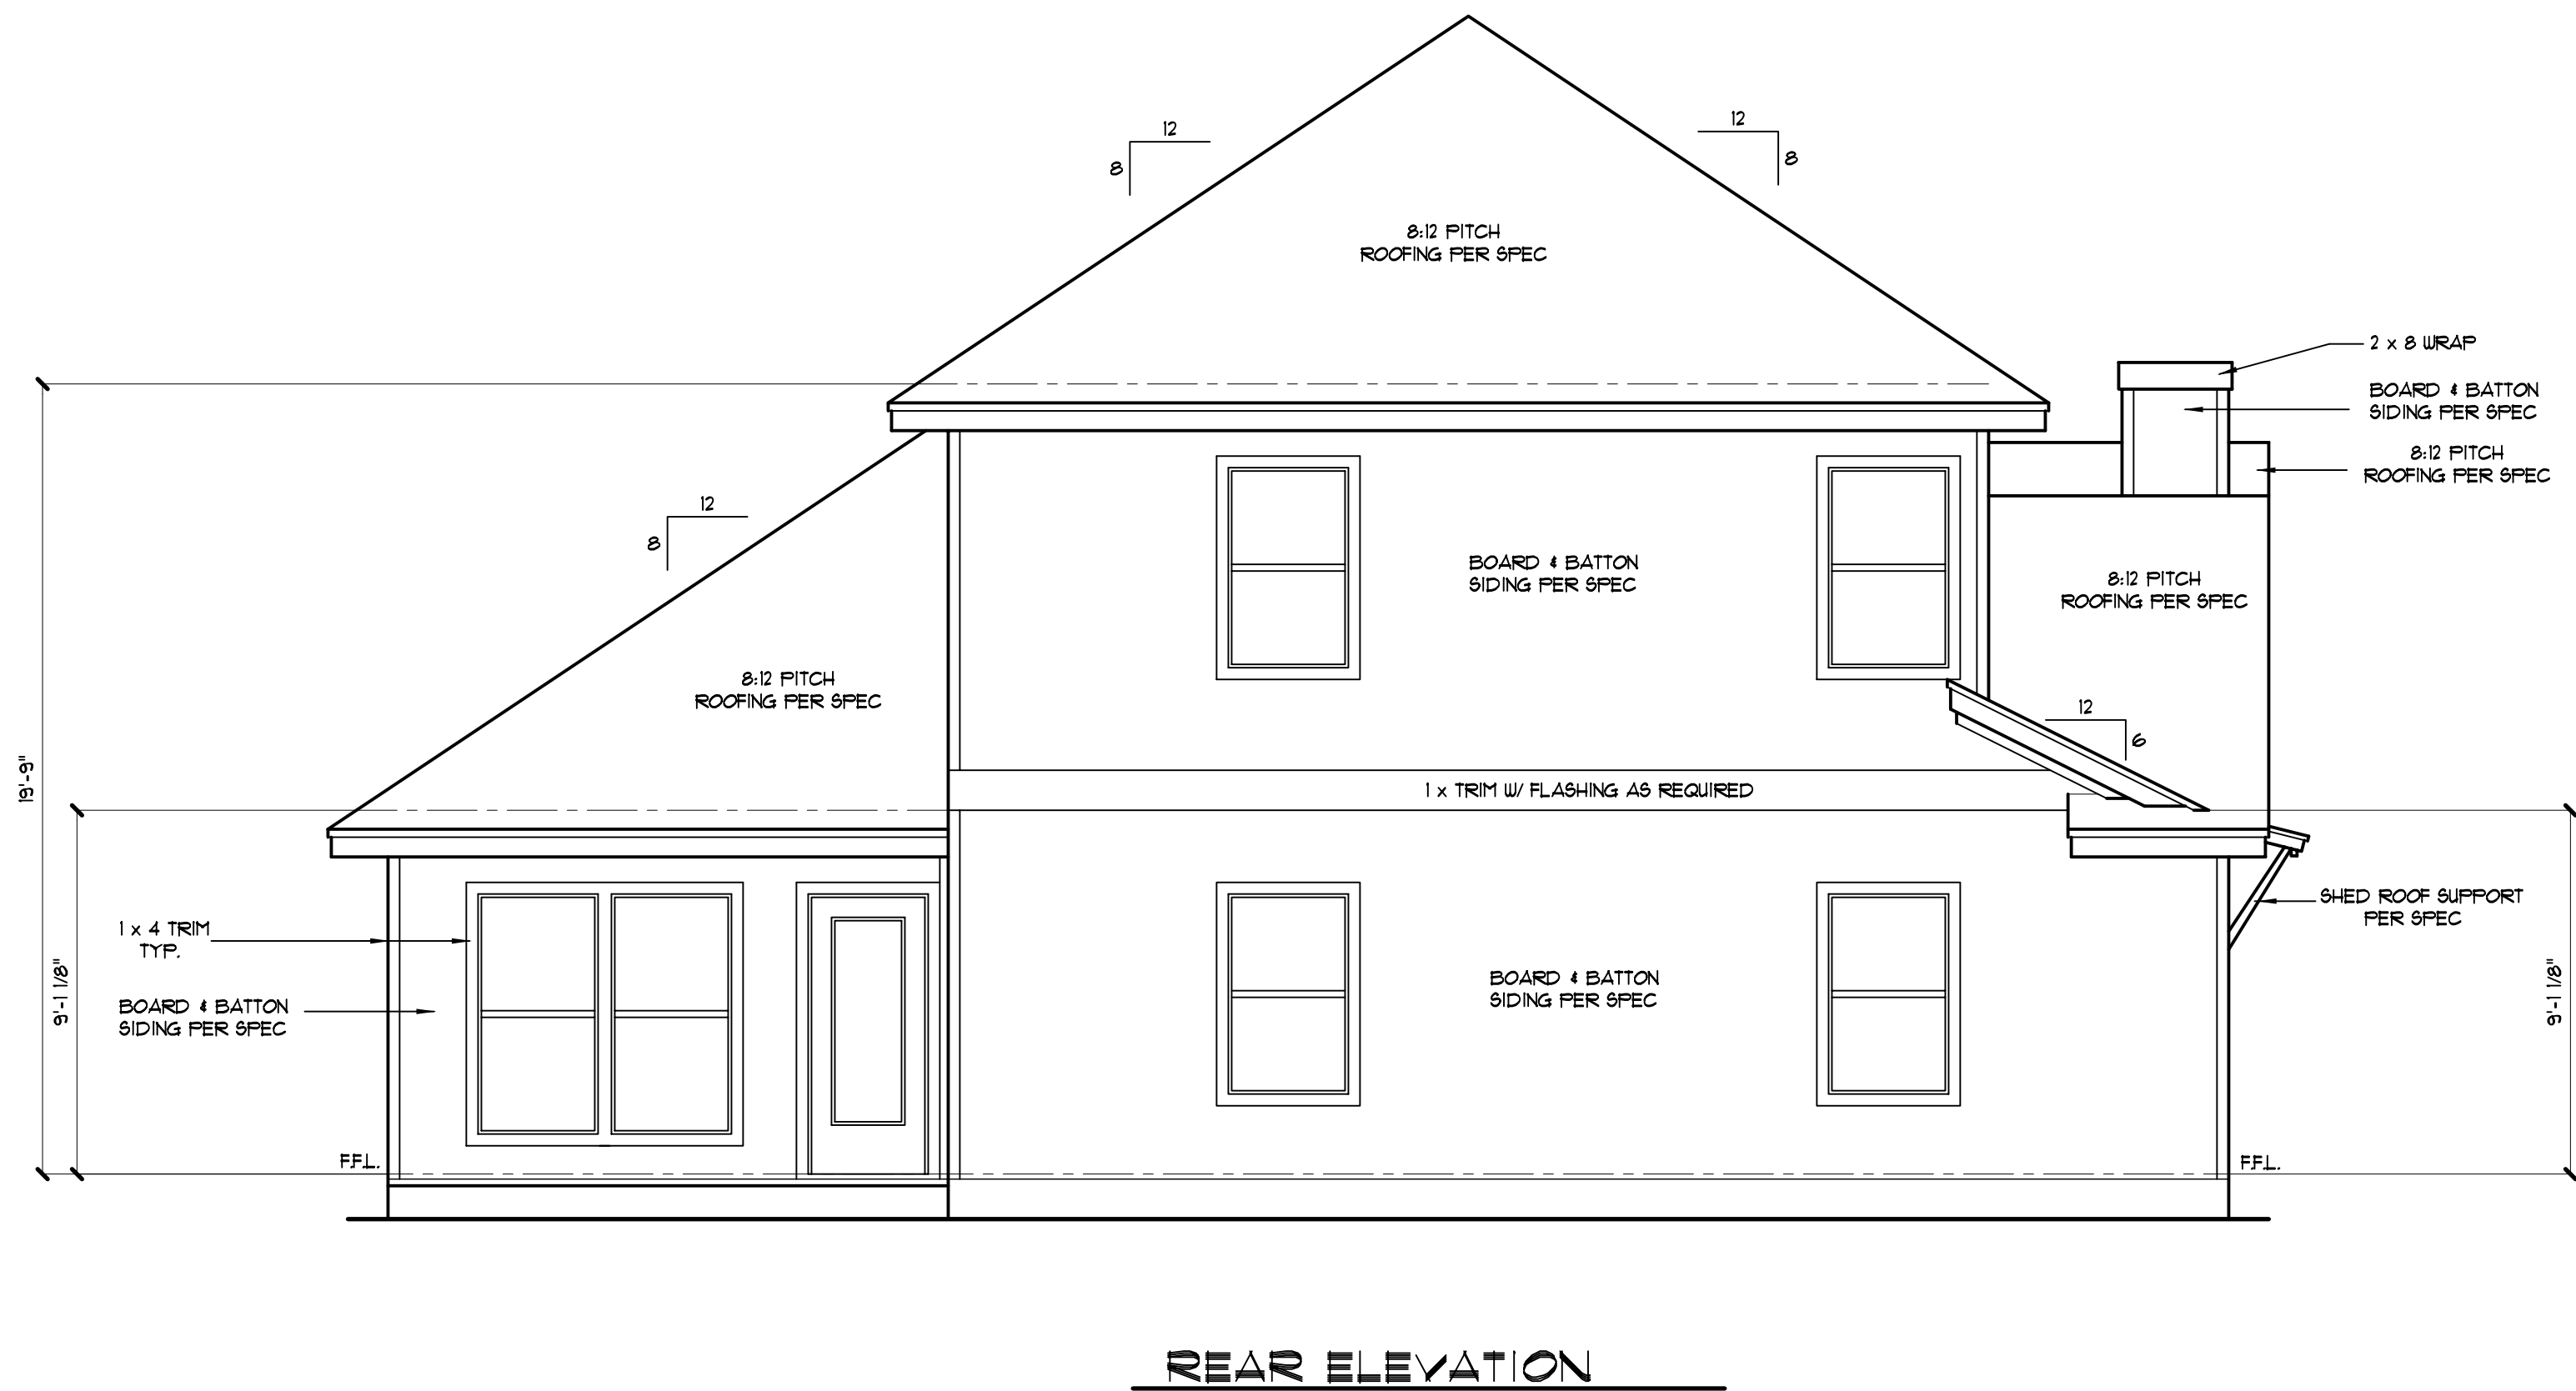 12
8
12
8
8:12 PITCH
ROOFING PER SPEC
2 x 8 WRAP
BOARD & BATTON
SIDING PER SPEC
8:12 PITCH
ROOFING PER SPEC
12
8
BOARD & BATTON
SIDING PER SPEC
8:12 PITCH
ROOFING PER SPEC
8:12 PITCH
ROOFING PER SPEC
12
6
19'-9"
1 x TRIM W/ FLASHING AS REQUIRED
1 x 4 TRIM
TYP.
SHED ROOF SUPPORT
PER SPEC
9'-1 1/8"
BOARD & BATTON
SIDING PER SPEC
BOARD & BATTON
SIDING PER SPEC
9'-1 1/8"
F.F.L.
F.F.L.
REAR ELEVATION